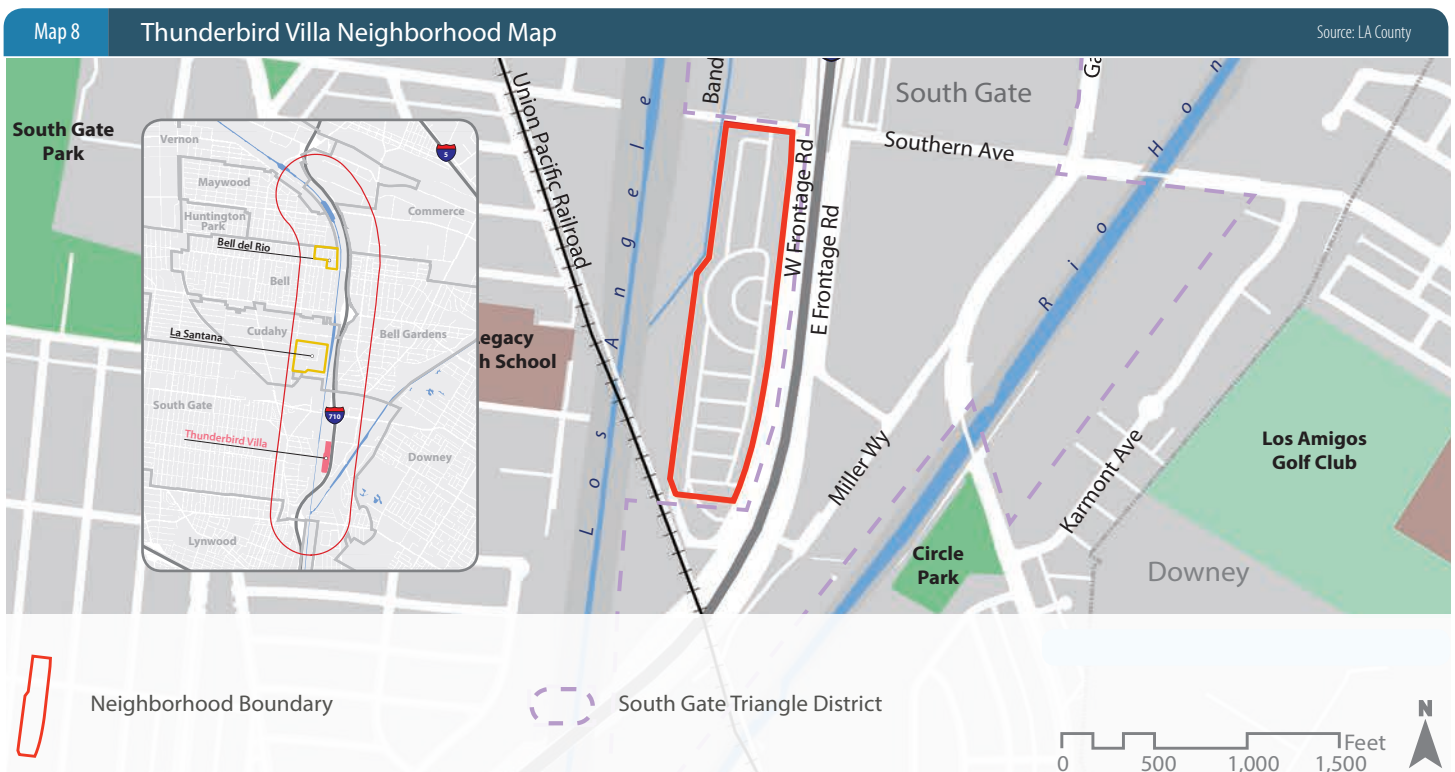 Map 8
Thunderbird Villa Neighborhood Map
Source: LA County
South Gate
Park
Union Pacific Railroad
Los Angele
Band
South Gate
Ga
Rio Hon
Southern Ave
W Frontage Rd
E Frontage Rd
egacy
h School
Miller Wy
Karmont Ave
Los Amigos
Golf Club
Circle
Park
Downey
Vernon
5
Maywood
Commerce
Huntington
Park
Bell del Rio
Bell
La Santana
Cudahy
Bell Gardens
South Gate
710
Thunderbird Villa
Downey
Lynwood
Neighborhood Boundary
South Gate Triangle District
N
Feet
0 500 1,000 1,500